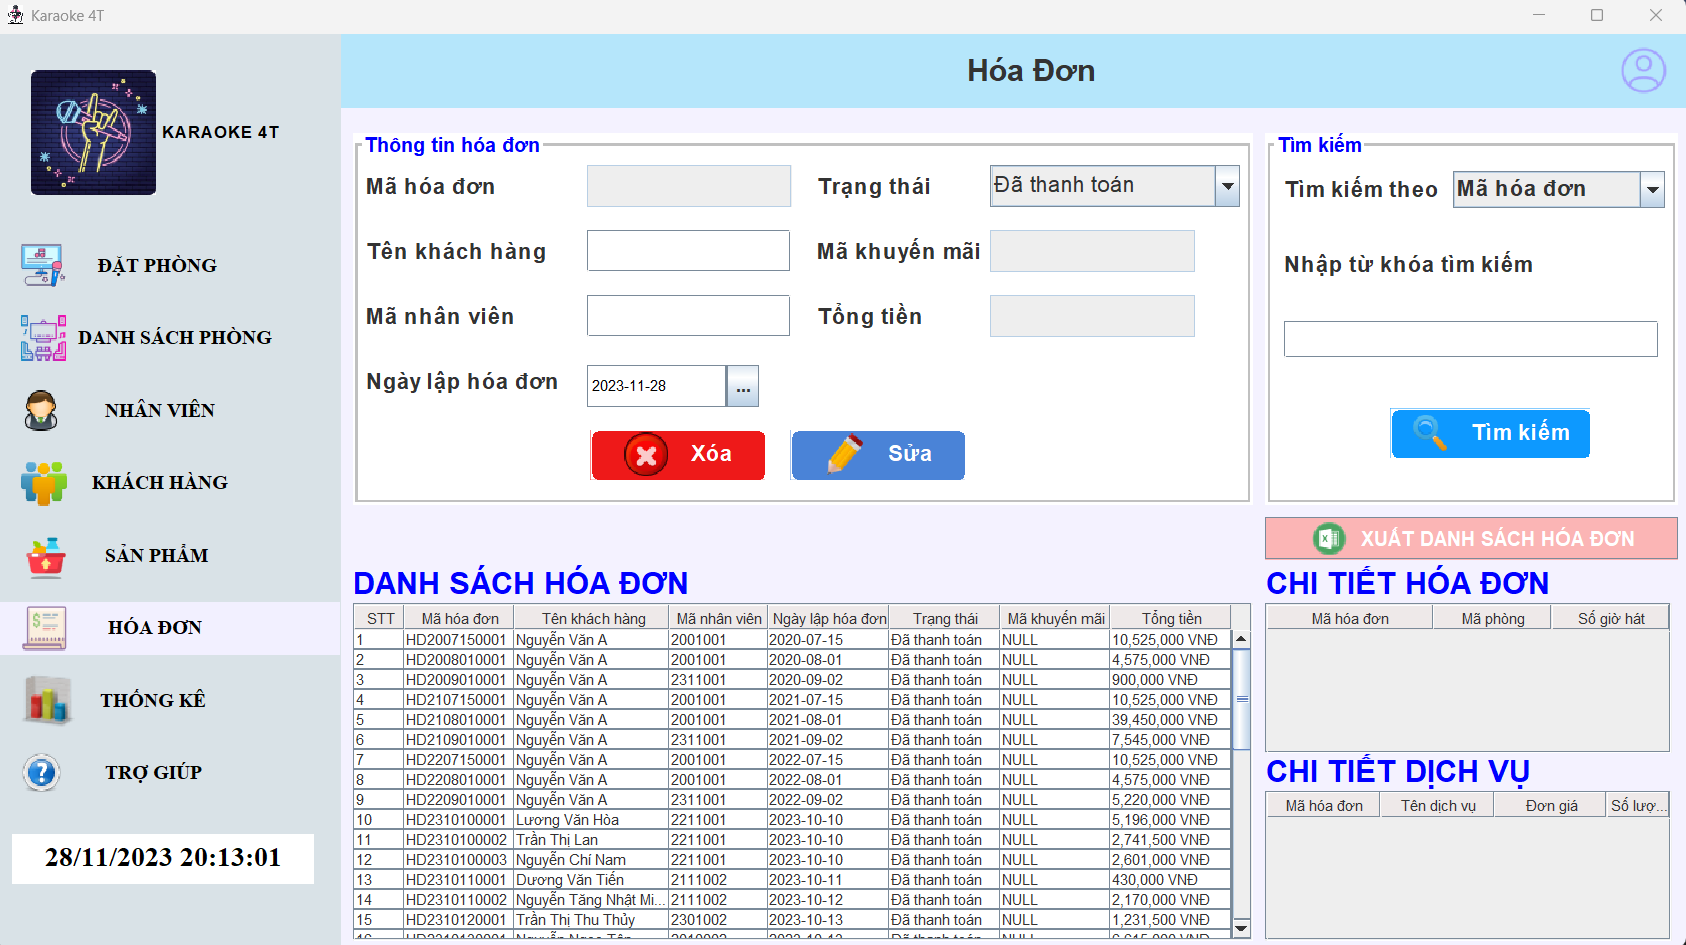 Karaoke 4T
KARAOKE 4T
ĐẶT PHÒNG
DANH SÁCH PHÒNG
NHÂN VIÊN
KHÁCH HÀNG
SẢN PHẨM
HÓA ĐƠN
THỐNG KÊ
TRỢ GIÚP
28/11/2023 20:13:01
Hóa Đơn
Thông tin hóa đơn
Mã hóa đơn
Trạng thái Đã thanh toán
Tên khách hàng
Mã khuyến mãi
Mã nhân viên
Tổng tiền
Ngày lập hóa đơn 2023-11-28 ...
Xóa Sửa
Tìm kiếm
Tìm kiếm theo Mã hóa đơn
Nhập từ khóa tìm kiếm
Tìm kiếm
XUẤT DANH SÁCH HÓA ĐƠN
DANH SÁCH HÓA ĐƠN
STT Mã hóa đơn Tên khách hàng Mã nhân viên Ngày lập hóa đơn Trạng thái Mã khuyến mãi Tổng tiền
1 HD2007150001 Nguyễn Văn A 2001001 2020-07-15 Đã thanh toán NULL 10,525,000 VNĐ
2 HD2008010001 Nguyễn Văn A 2001001 2020-08-01 Đã thanh toán NULL 4,575,000 VNĐ
3 HD2009010001 Nguyễn Văn A 2311001 2020-09-02 Đã thanh toán NULL 900,000 VNĐ
4 HD2107150001 Nguyễn Văn A 2001001 2021-07-15 Đã thanh toán NULL 10,525,000 VNĐ
5 HD2108010001 Nguyễn Văn A 2001001 2021-08-01 Đã thanh toán NULL 39,450,000 VNĐ
6 HD2109010001 Nguyễn Văn A 2311001 2021-09-02 Đã thanh toán NULL 7,545,000 VNĐ
7 HD2207150001 Nguyễn Văn A 2001001 2022-07-15 Đã thanh toán NULL 10,525,000 VNĐ
8 HD2208010001 Nguyễn Văn A 2001001 2022-08-01 Đã thanh toán NULL 4,575,000 VNĐ
9 HD2209010001 Nguyễn Văn A 2311001 2022-09-02 Đã thanh toán NULL 5,220,000 VNĐ
10 HD2310100001 Lương Văn Hòa 2211001 2023-10-10 Đã thanh toán NULL 5,196,000 VNĐ
11 HD2310100002 Trần Thị Lan 2211001 2023-10-10 Đã thanh toán NULL 2,741,500 VNĐ
12 HD2310100003 Nguyễn Chí Nam 2211001 2023-10-10 Đã thanh toán NULL 2,601,000 VNĐ
13 HD2310110001 Dương Văn Tiến 2111002 2023-10-11 Đã thanh toán NULL 430,000 VNĐ
14 HD2310110002 Nguyễn Tăng Nhật Mi... 2111002 2023-10-12 Đã thanh toán NULL 2,170,000 VNĐ
15 HD2310120001 Trần Thị Thu Thủy 2301002 2023-10-13 Đã thanh toán NULL 1,231,500 VNĐ
CHI TIẾT HÓA ĐƠN
Mã hóa đơn Mã phòng Số giờ hát
CHI TIẾT DỊCH VỤ
Mã hóa đơn Tên dịch vụ Đơn giá Số lượ...